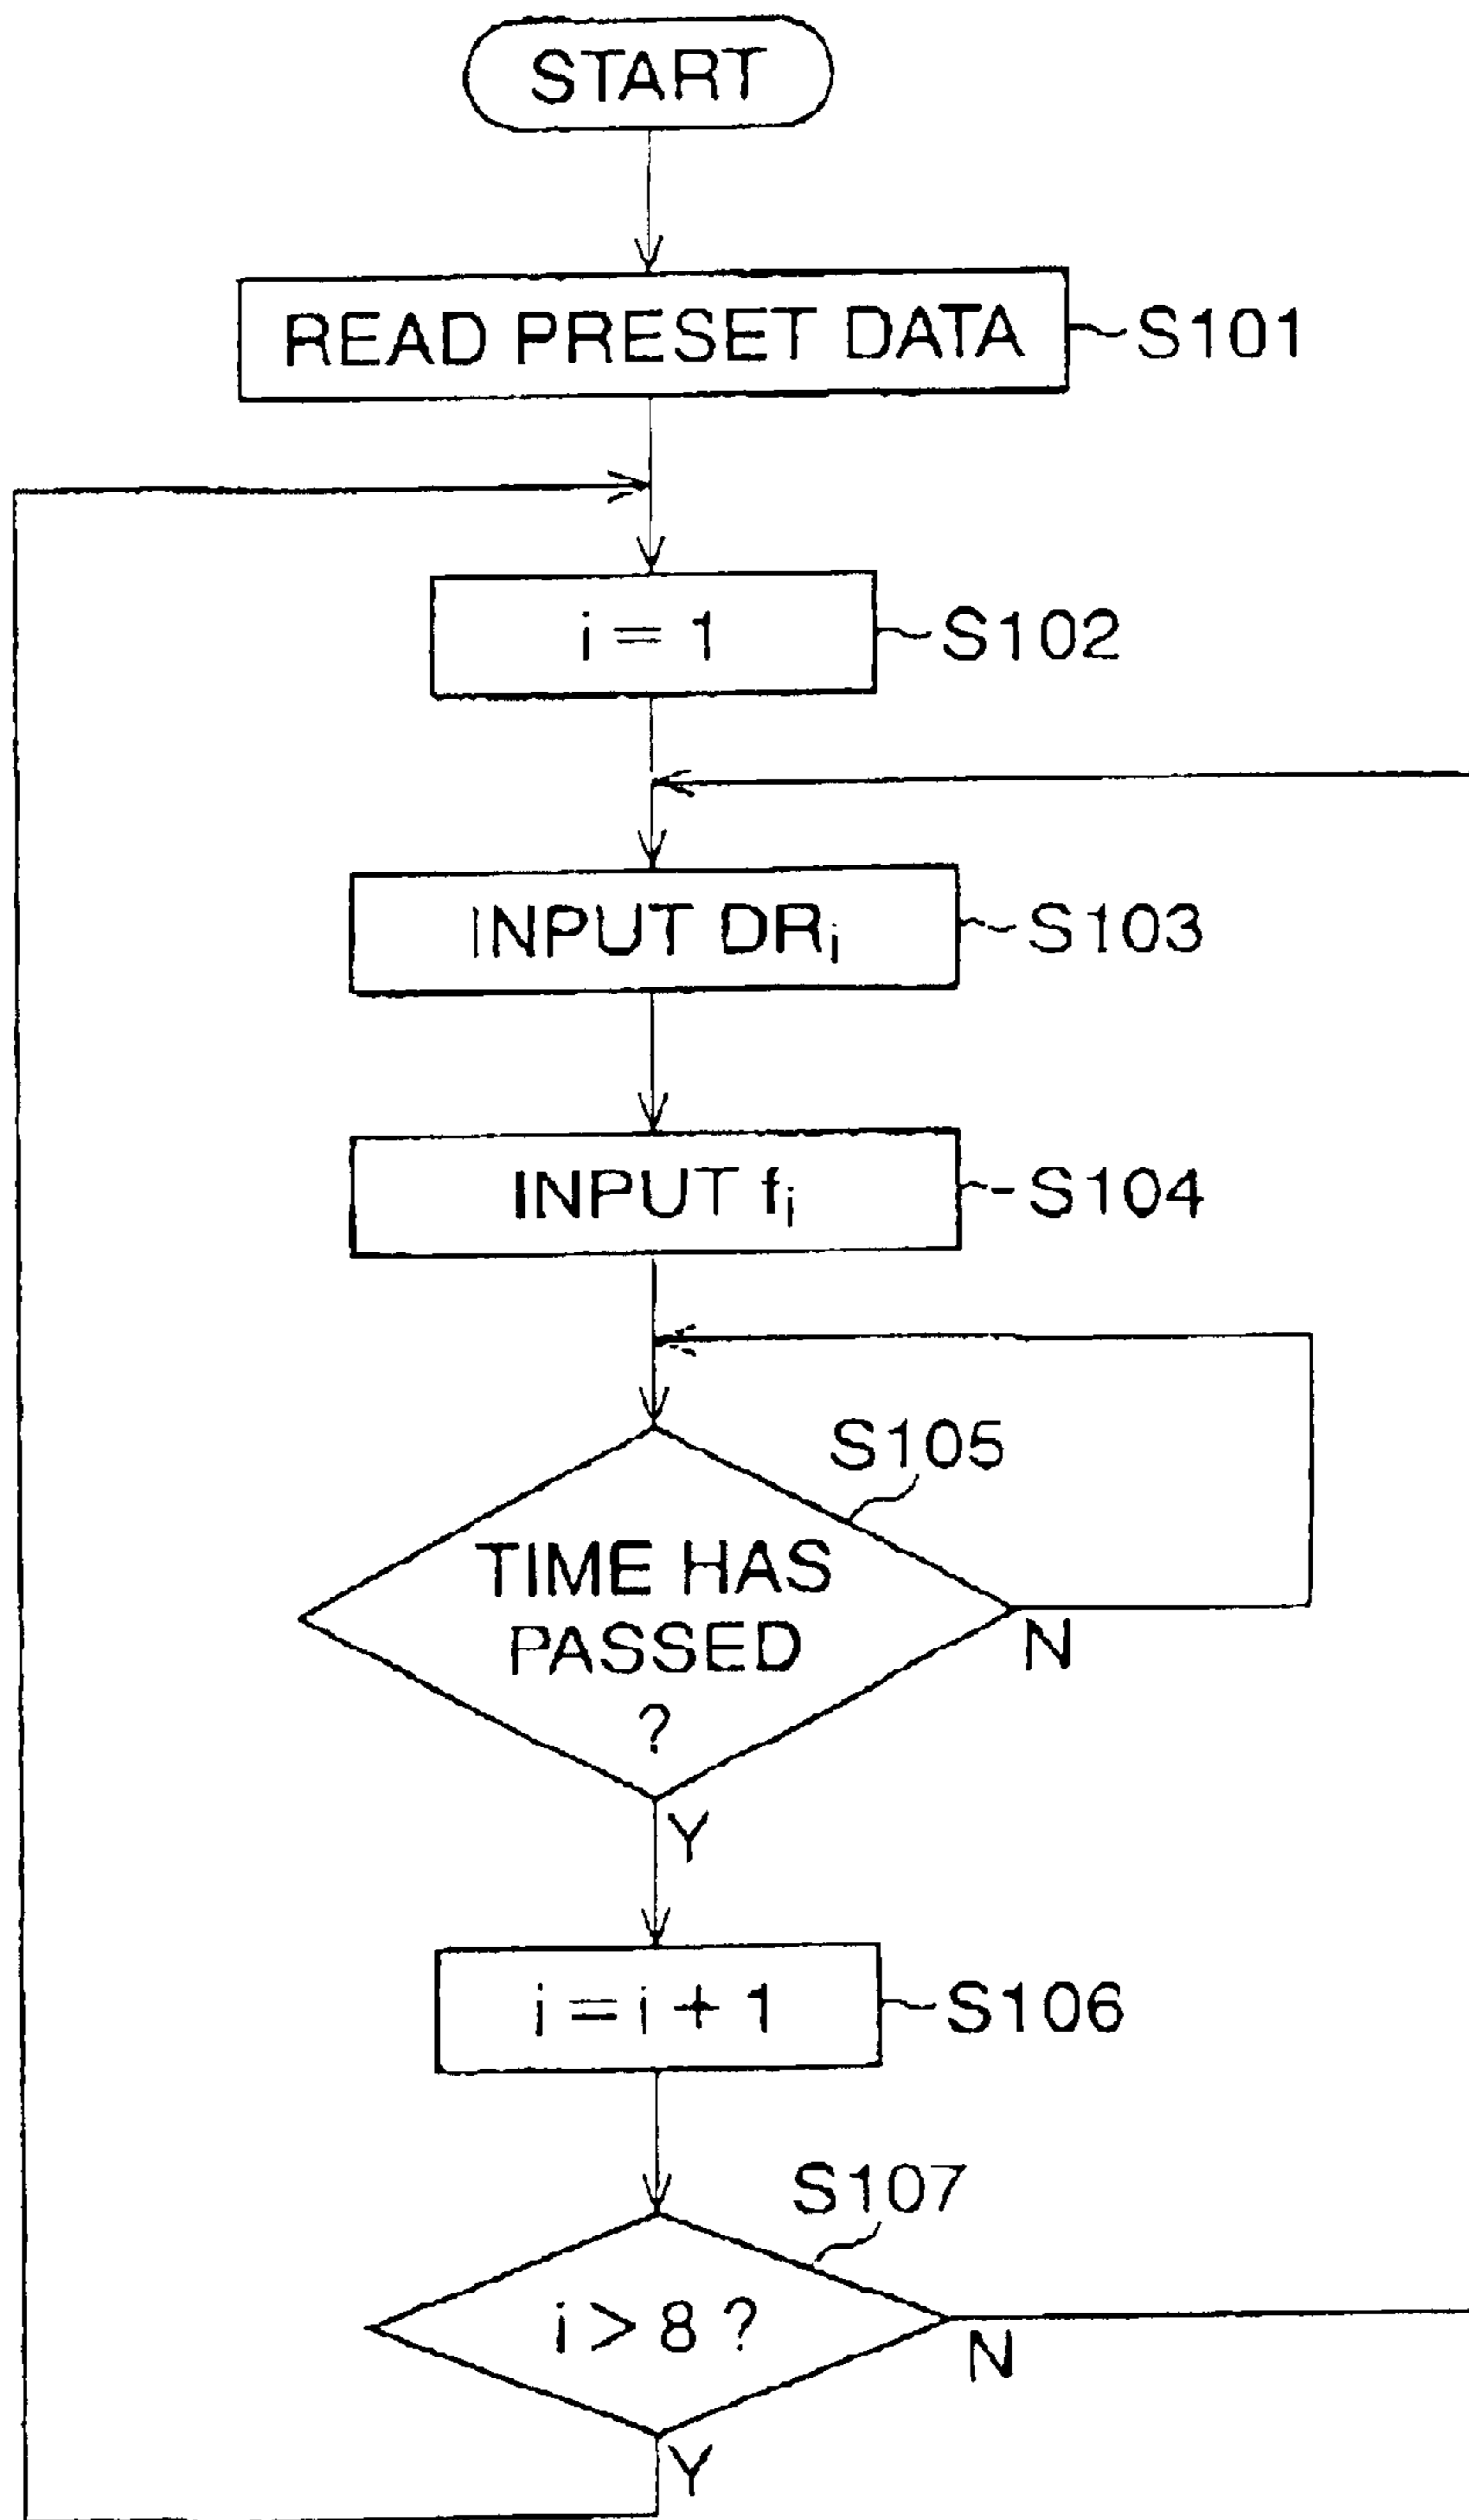 START
READ PRESET DATA
S101
i = 1
S102
INPUT DRi
S103
INPUT fi
S104
S105
TIME HAS
PASSED
?
N
Y
i = i + 1
S106
S107
i > 8 ?
N
Y